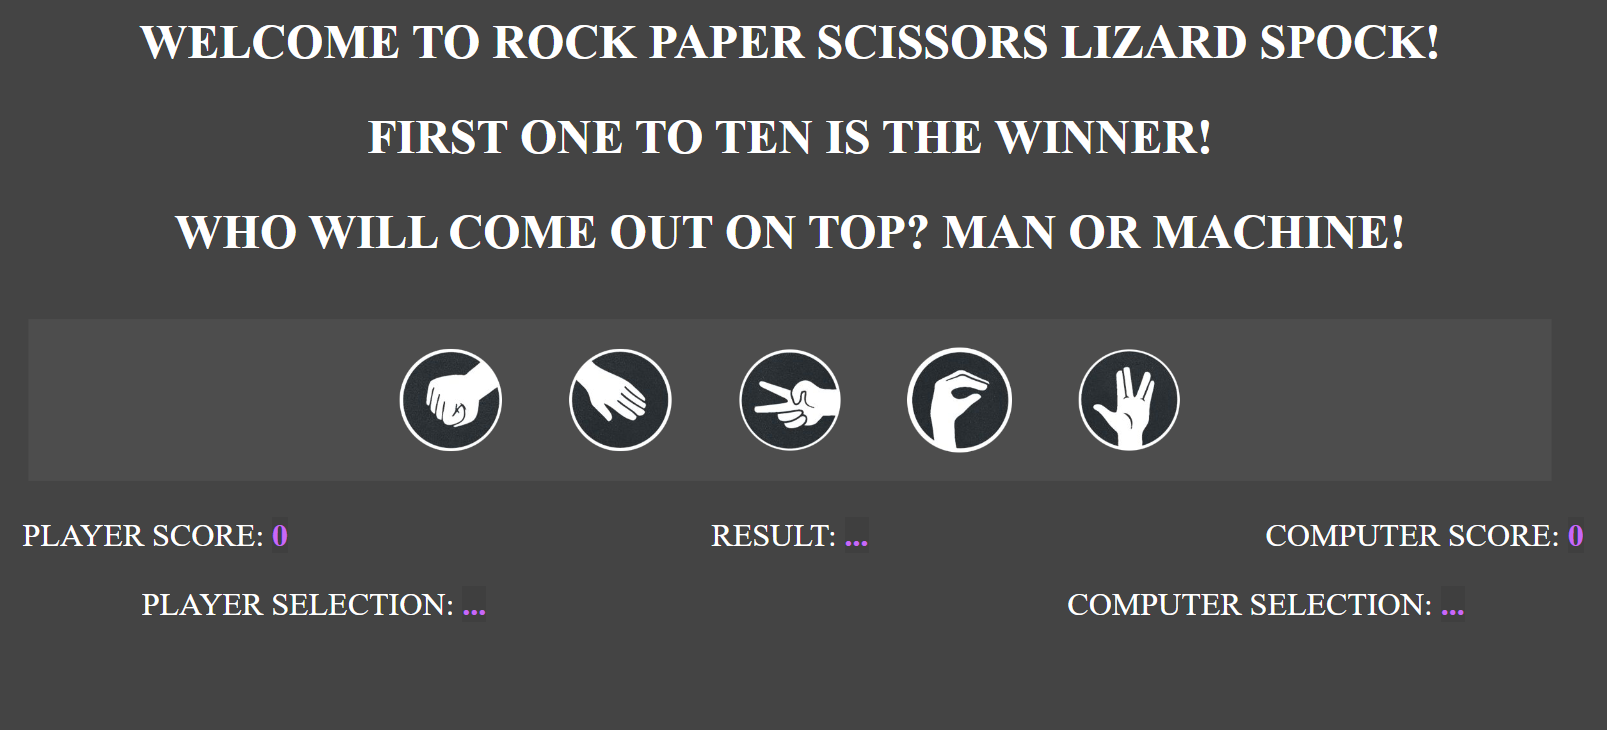 WELCOME TO ROCK PAPER SCISSORS LIZARD SPOCK!
FIRST ONE TO TEN IS THE WINNER!
WHO WILL COME OUT ON TOP? MAN OR MACHINE!
PLAYER SCORE: 0
RESULT: ...
COMPUTER SCORE: 0
PLAYER SELECTION: ...
COMPUTER SELECTION: ...